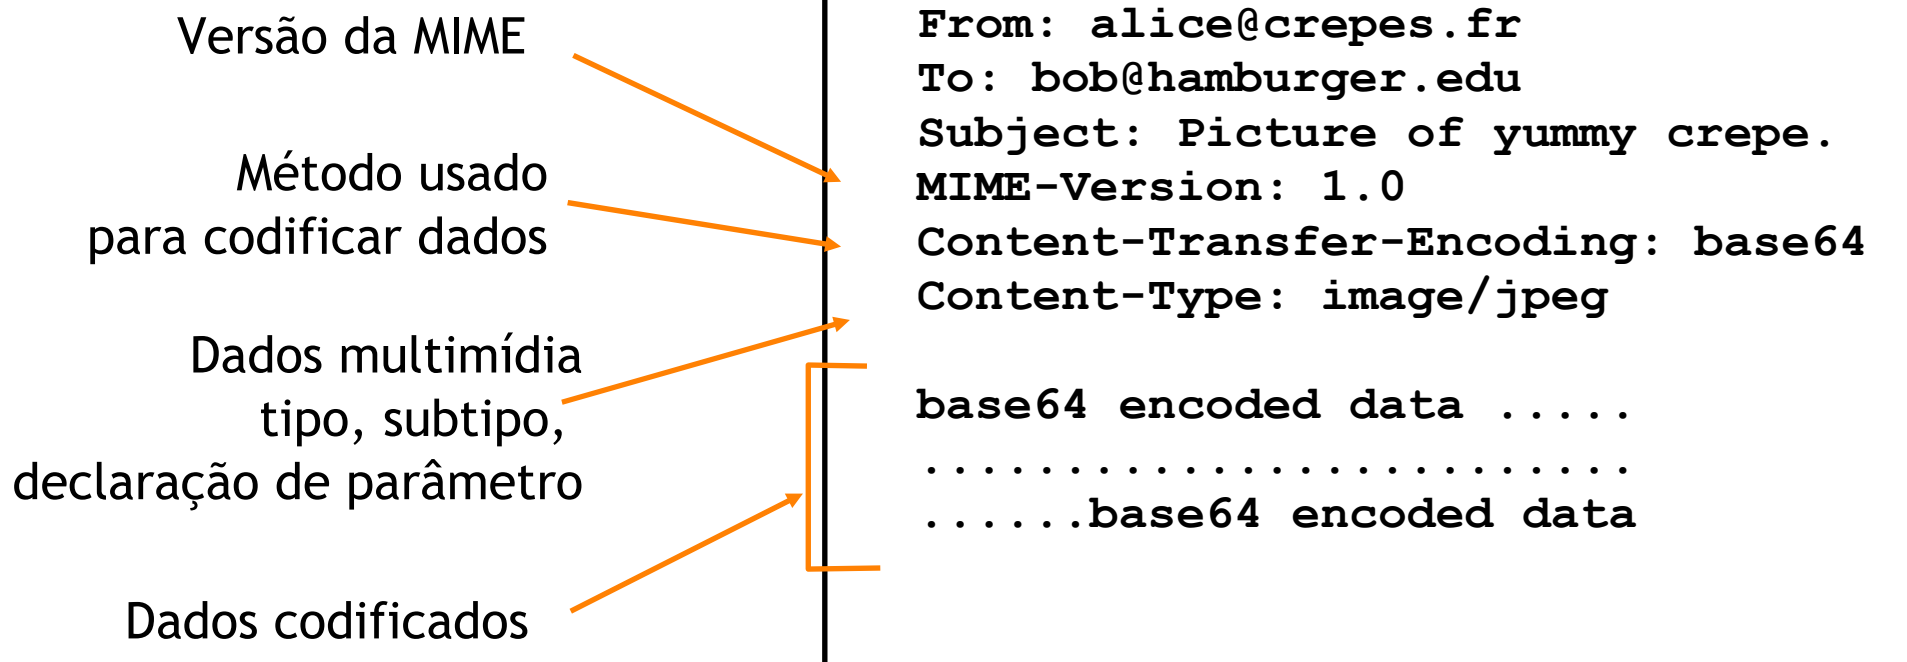 Versão da MIME
Método usado
para codificar dados
Dados multimídia
tipo, subtipo,
declaração de parâmetro
Dados codificados
From: alice@crepes.fr
To: bob@hamburger.edu
Subject: Picture of yummy crepe.
MIME-Version: 1.0
Content-Transfer-Encoding: base64
Content-Type: image/jpeg
base64 encoded data .....
.........................
......base64 encoded data